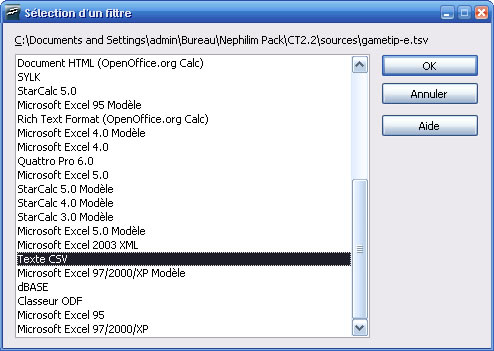 Sélection d'un filtre
C:\Documents and Settings\admin\Bureau\Nephilim Pack\CT2.2\sources\gametip-e.tsv
Document HTML (OpenOffice.org Calc)
SYLK
StarCalc 5.0
Microsoft Excel 95 Modèle
Rich Text Format (OpenOffice.org Calc)
Microsoft Excel 4.0 Modèle
Microsoft Excel 4.0
Quattro Pro 6.0
Microsoft Excel 5.0
StarCalc 5.0 Modèle
StarCalc 4.0 Modèle
StarCalc 3.0 Modèle
Microsoft Excel 5.0 Modèle
Microsoft Excel 2003 XML
Texte CSV
Microsoft Excel 97/2000/XP Modèle
dBASE
Classeur ODF
Microsoft Excel 95
Microsoft Excel 97/2000/XP
OK
Annuler
Aide